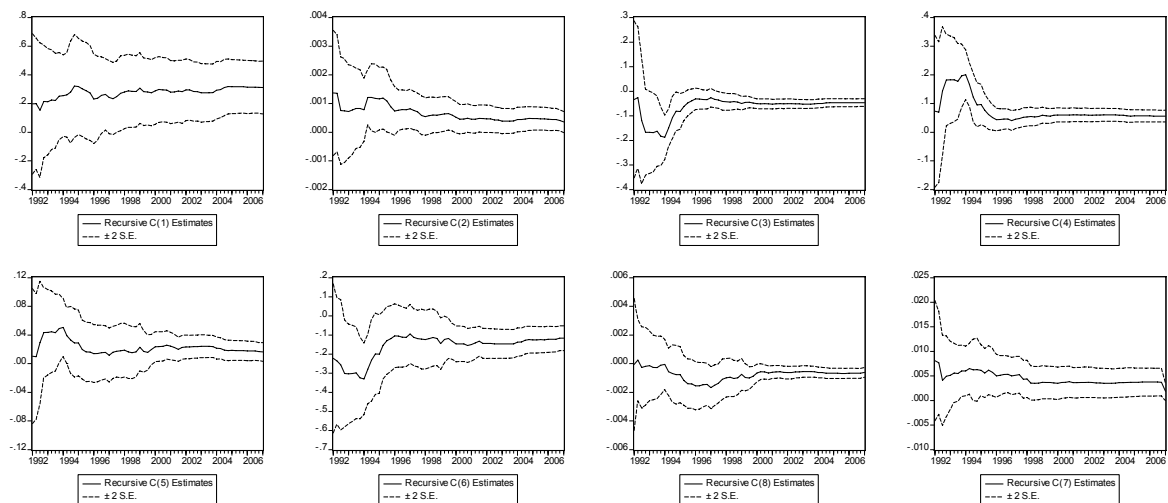 .8
.6
.4
.2
.0
-.2
-.4
1992 1994 1996 1998 2000 2002 2004 2006
Recursive C(1) Estimates
± 2 S.E.
.004
.003
.002
.001
.000
-.001
-.002
1992 1994 1996 1998 2000 2002 2004 2006
Recursive C(2) Estimates
± 2 S.E.
.3
.2
.1
.0
-.1
-.2
-.3
-.4
1992 1994 1996 1998 2000 2002 2004 2006
Recursive C(3) Estimates
± 2 S.E.
.4
.3
.2
.1
.0
-.1
-.2
1992 1994 1996 1998 2000 2002 2004 2006
Recursive C(4) Estimates
± 2 S.E.
.12
.08
.04
.00
-.04
-.08
-.12
1992 1994 1996 1998 2000 2002 2004 2006
Recursive C(5) Estimates
± 2 S.E.
.2
.1
.0
-.1
-.2
-.3
-.4
-.5
-.6
-.7
1992 1994 1996 1998 2000 2002 2004 2006
Recursive C(6) Estimates
± 2 S.E.
.006
.004
.002
.000
-.002
-.004
-.006
1992 1994 1996 1998 2000 2002 2004 2006
Recursive C(8) Estimates
± 2 S.E.
.025
.020
.015
.010
.005
.000
-.005
-.010
1992 1994 1996 1998 2000 2002 2004 2006
Recursive C(7) Estimates
± 2 S.E.